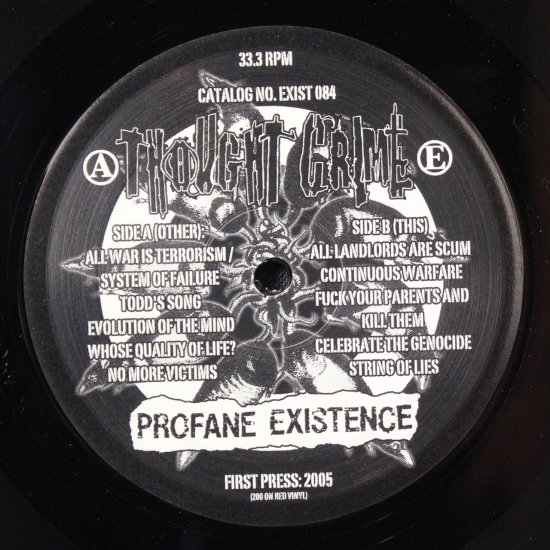 33.3 RPM
CATALOG NO. EXIST 084
A THOUGHT CRIME E
SIDE A (OTHER):
ALL WAR IS TERRORISM /
SYSTEM OF FAILURE
TODD'S SONG
EVOLUTION OF THE MIND
WHOSE QUALITY OF LIFE?
NO MORE VICTIMS
SIDE B (THIS)
ALL LANDLORDS ARE SCUM
CONTINUOUS WARFARE
FUCK YOUR PARENTS AND
KILL THEM
CELEBRATE THE GENOCIDE
STRING OF LIES
PROFANE EXISTENCE
FIRST PRESS: 2005
(200 ON RED VINYL)